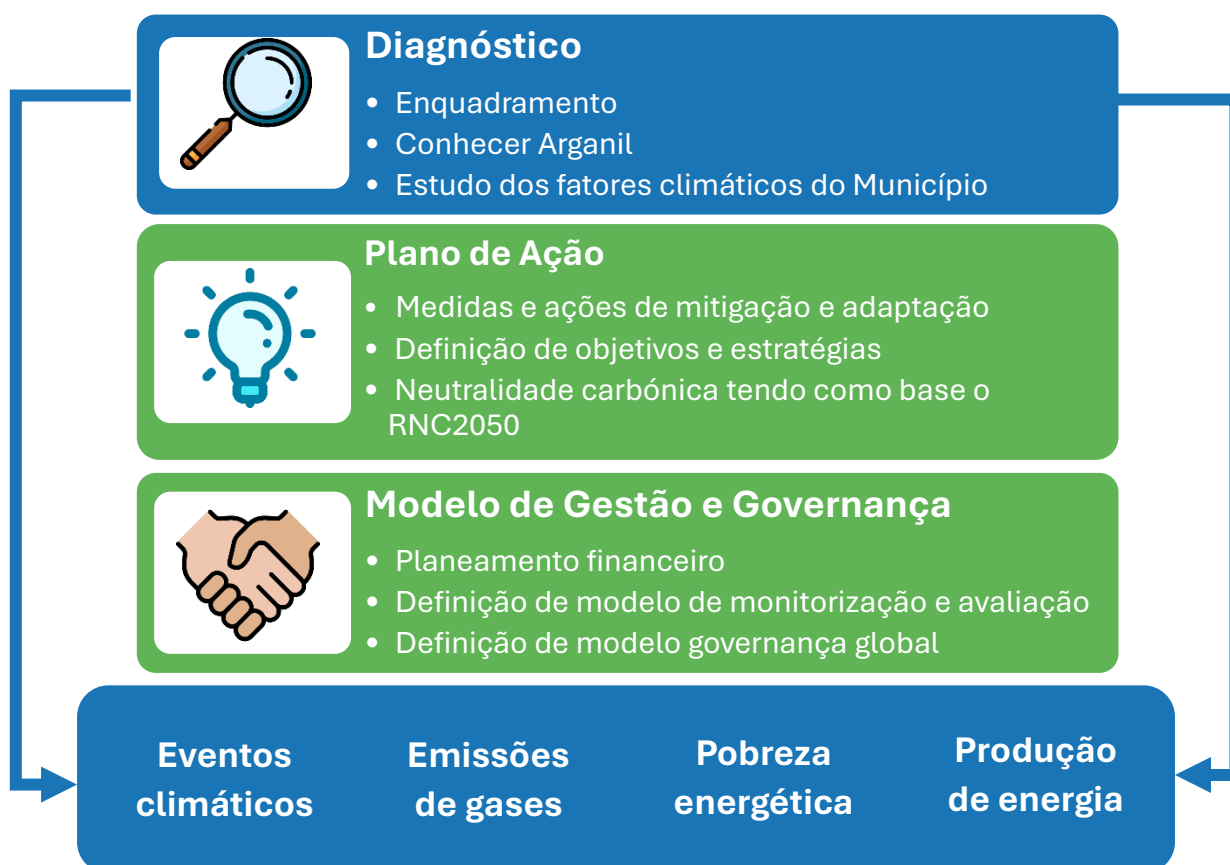 Diagnóstico
• Enquadramento
• Conhecer Arganil
• Estudo dos fatores climáticos do Município
Plano de Ação
• Medidas e ações de mitigação e adaptação
• Definição de objetivos e estratégias
• Neutralidade carbónica tendo como base o
RNC2050
Modelo de Gestão e Governança
• Planeamento financeiro
• Definição de modelo de monitorização e avaliação
• Definição de modelo governança global
Eventos
climáticos
Emissões
de gases
Pobreza
energética
Produção
de energia